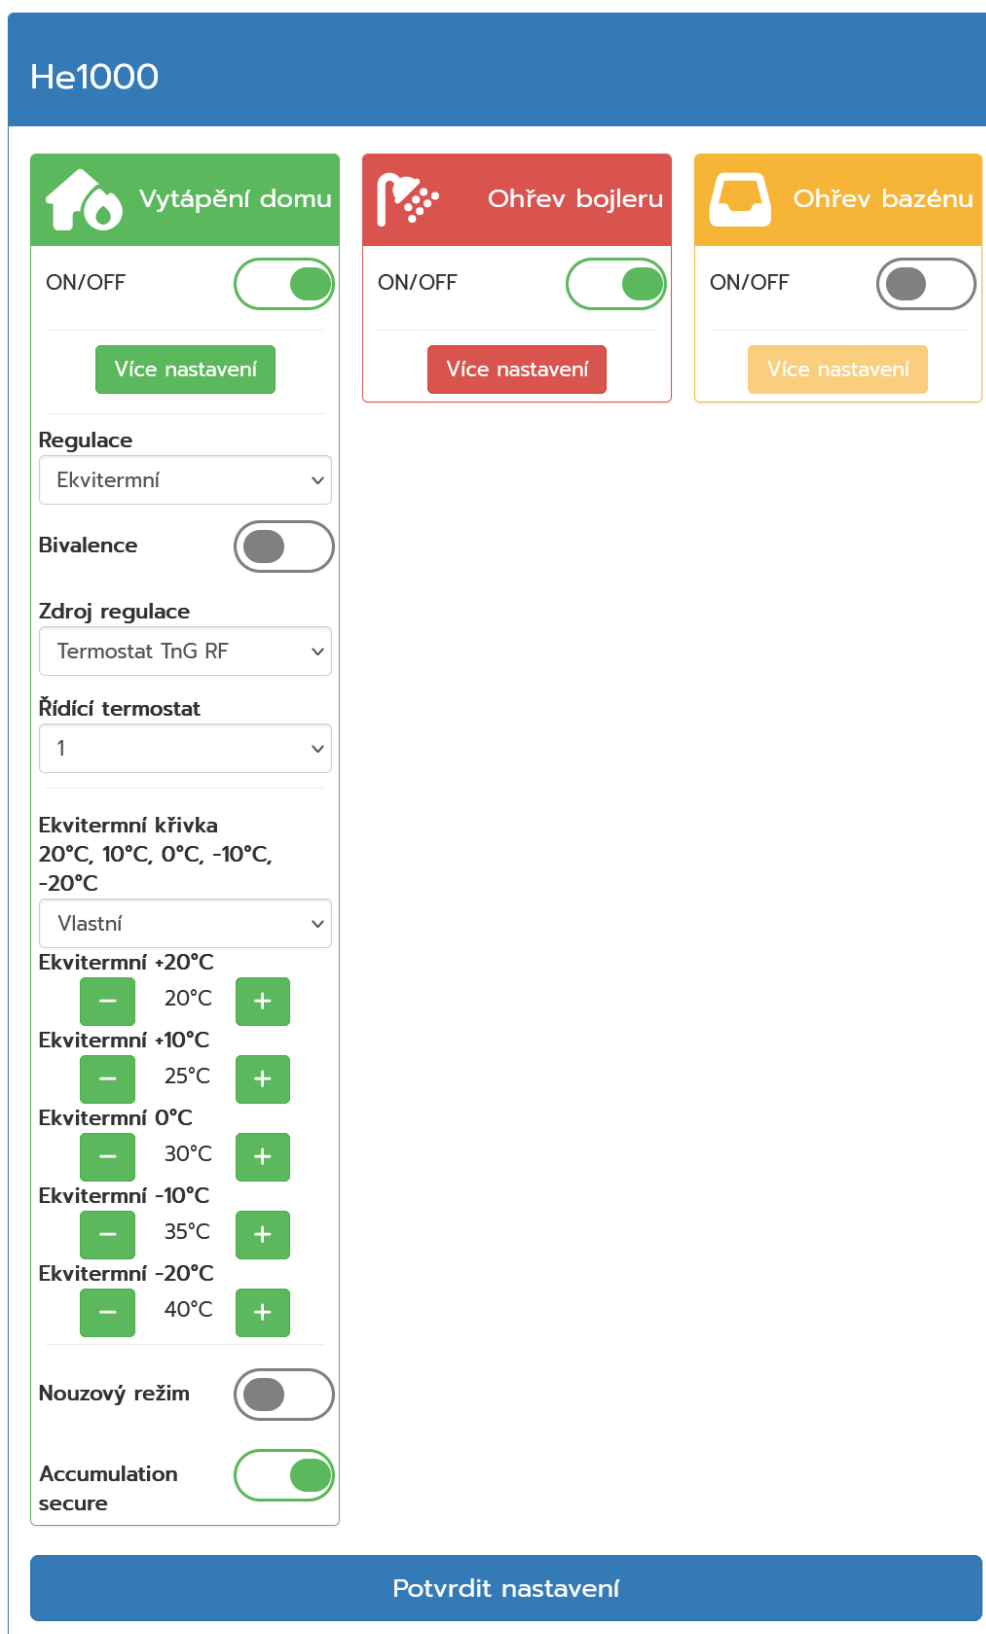 He1000
Vytápění domu
ON/OFF
Více nastavení
Regulace
Ekvitermní
Bivalence
Zdroj regulace
Termostat TnG RF
Řídící termostat
1
Ekvitermní křivka
20°C, 10°C, 0°C, -10°C,
-20°C
Vlastní
Ekvitermní +20°C
− 20°C +
Ekvitermní +10°C
− 25°C +
Ekvitermní 0°C
− 30°C +
Ekvitermní -10°C
− 35°C +
Ekvitermní -20°C
− 40°C +
Nouzový režim
Accumulation
secure
Ohřev bojleru
ON/OFF
Více nastavení
Ohřev bazénu
ON/OFF
Více nastavení
Potvrdit nastavení